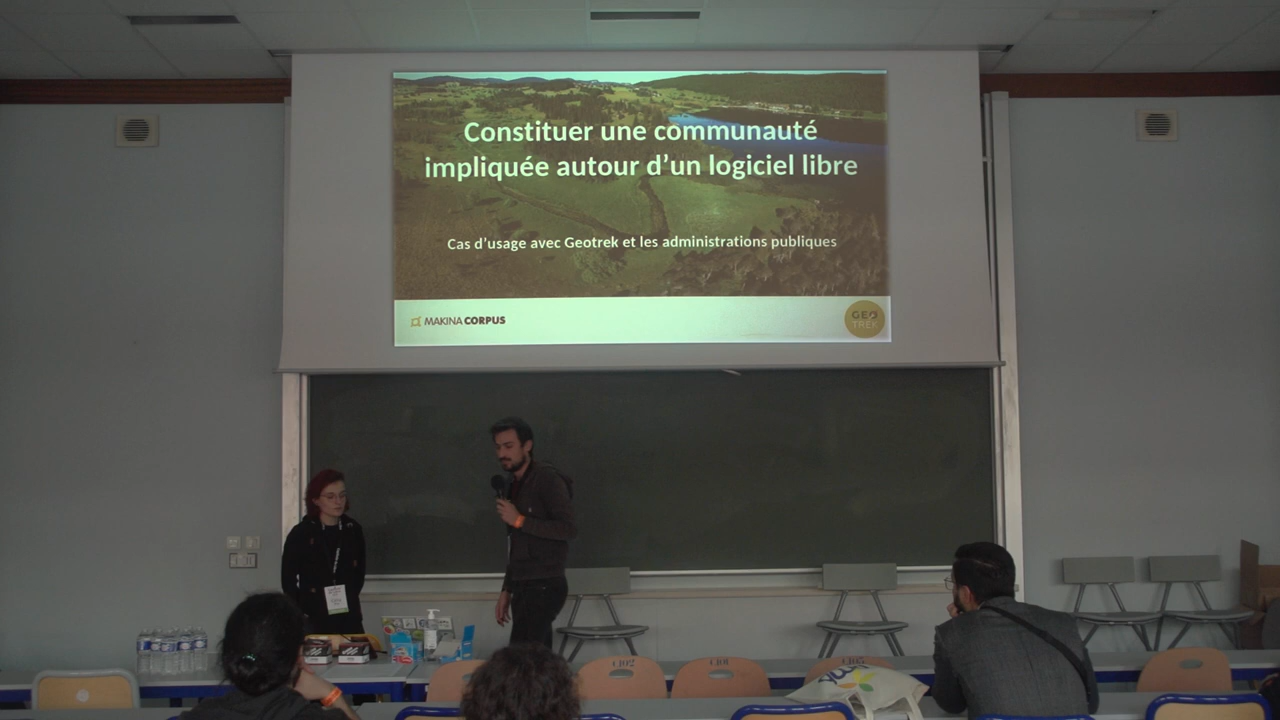 Constituer une communauté
impliquée autour d'un logiciel libre
Cas d'usage avec Geotrek et les administrations publiques
MAKINA CORPUS
GEO
TREK